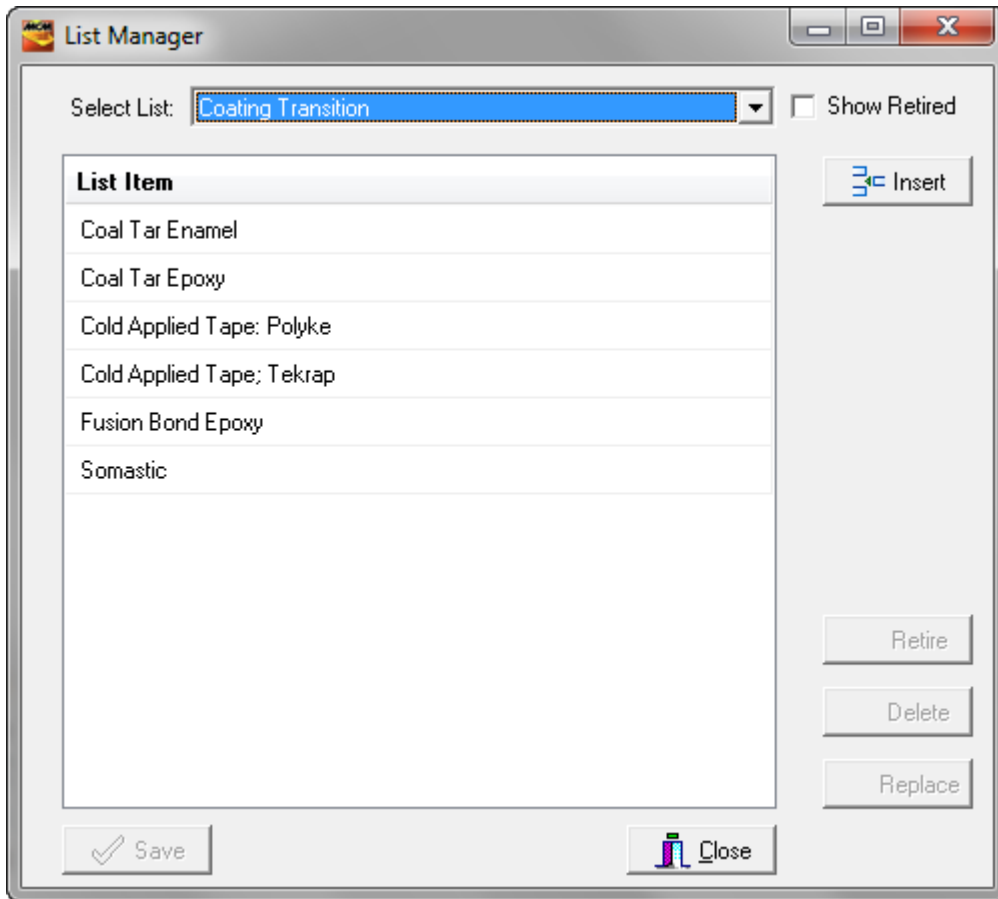 MCM
List Manager
Select List: Coating Transition Show Retired
List Item
Insert
Coal Tar Enamel
Coal Tar Epoxy
Cold Applied Tape: Polyke
Cold Applied Tape; Tekrap
Fusion Bond Epoxy
Somastic
Retire
Delete
Replace
Save Close